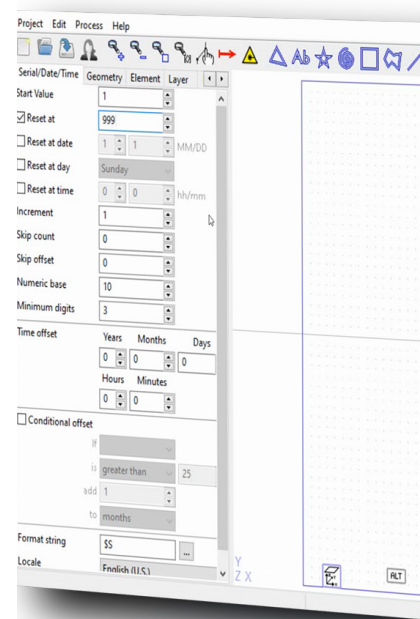 Project Edit Process Help
Ab
Serial/Date/Time Geometry Element Layer
Start Value 1
Reset at 999
Reset at date 1 1 MM/DD
Reset at day Sunday
Reset at time 0 0 hh/mm
Increment 1
Skip count 0
Skip offset 0
Numeric base 10
Minimum digits 3
Time offset Years Months Days
0 0 0
Hours Minutes
0 0
Conditional offset
If
is greater than 25
add 1
to months
Format string $S ...
Locale English (U.S.)
Y
Z X
ALT